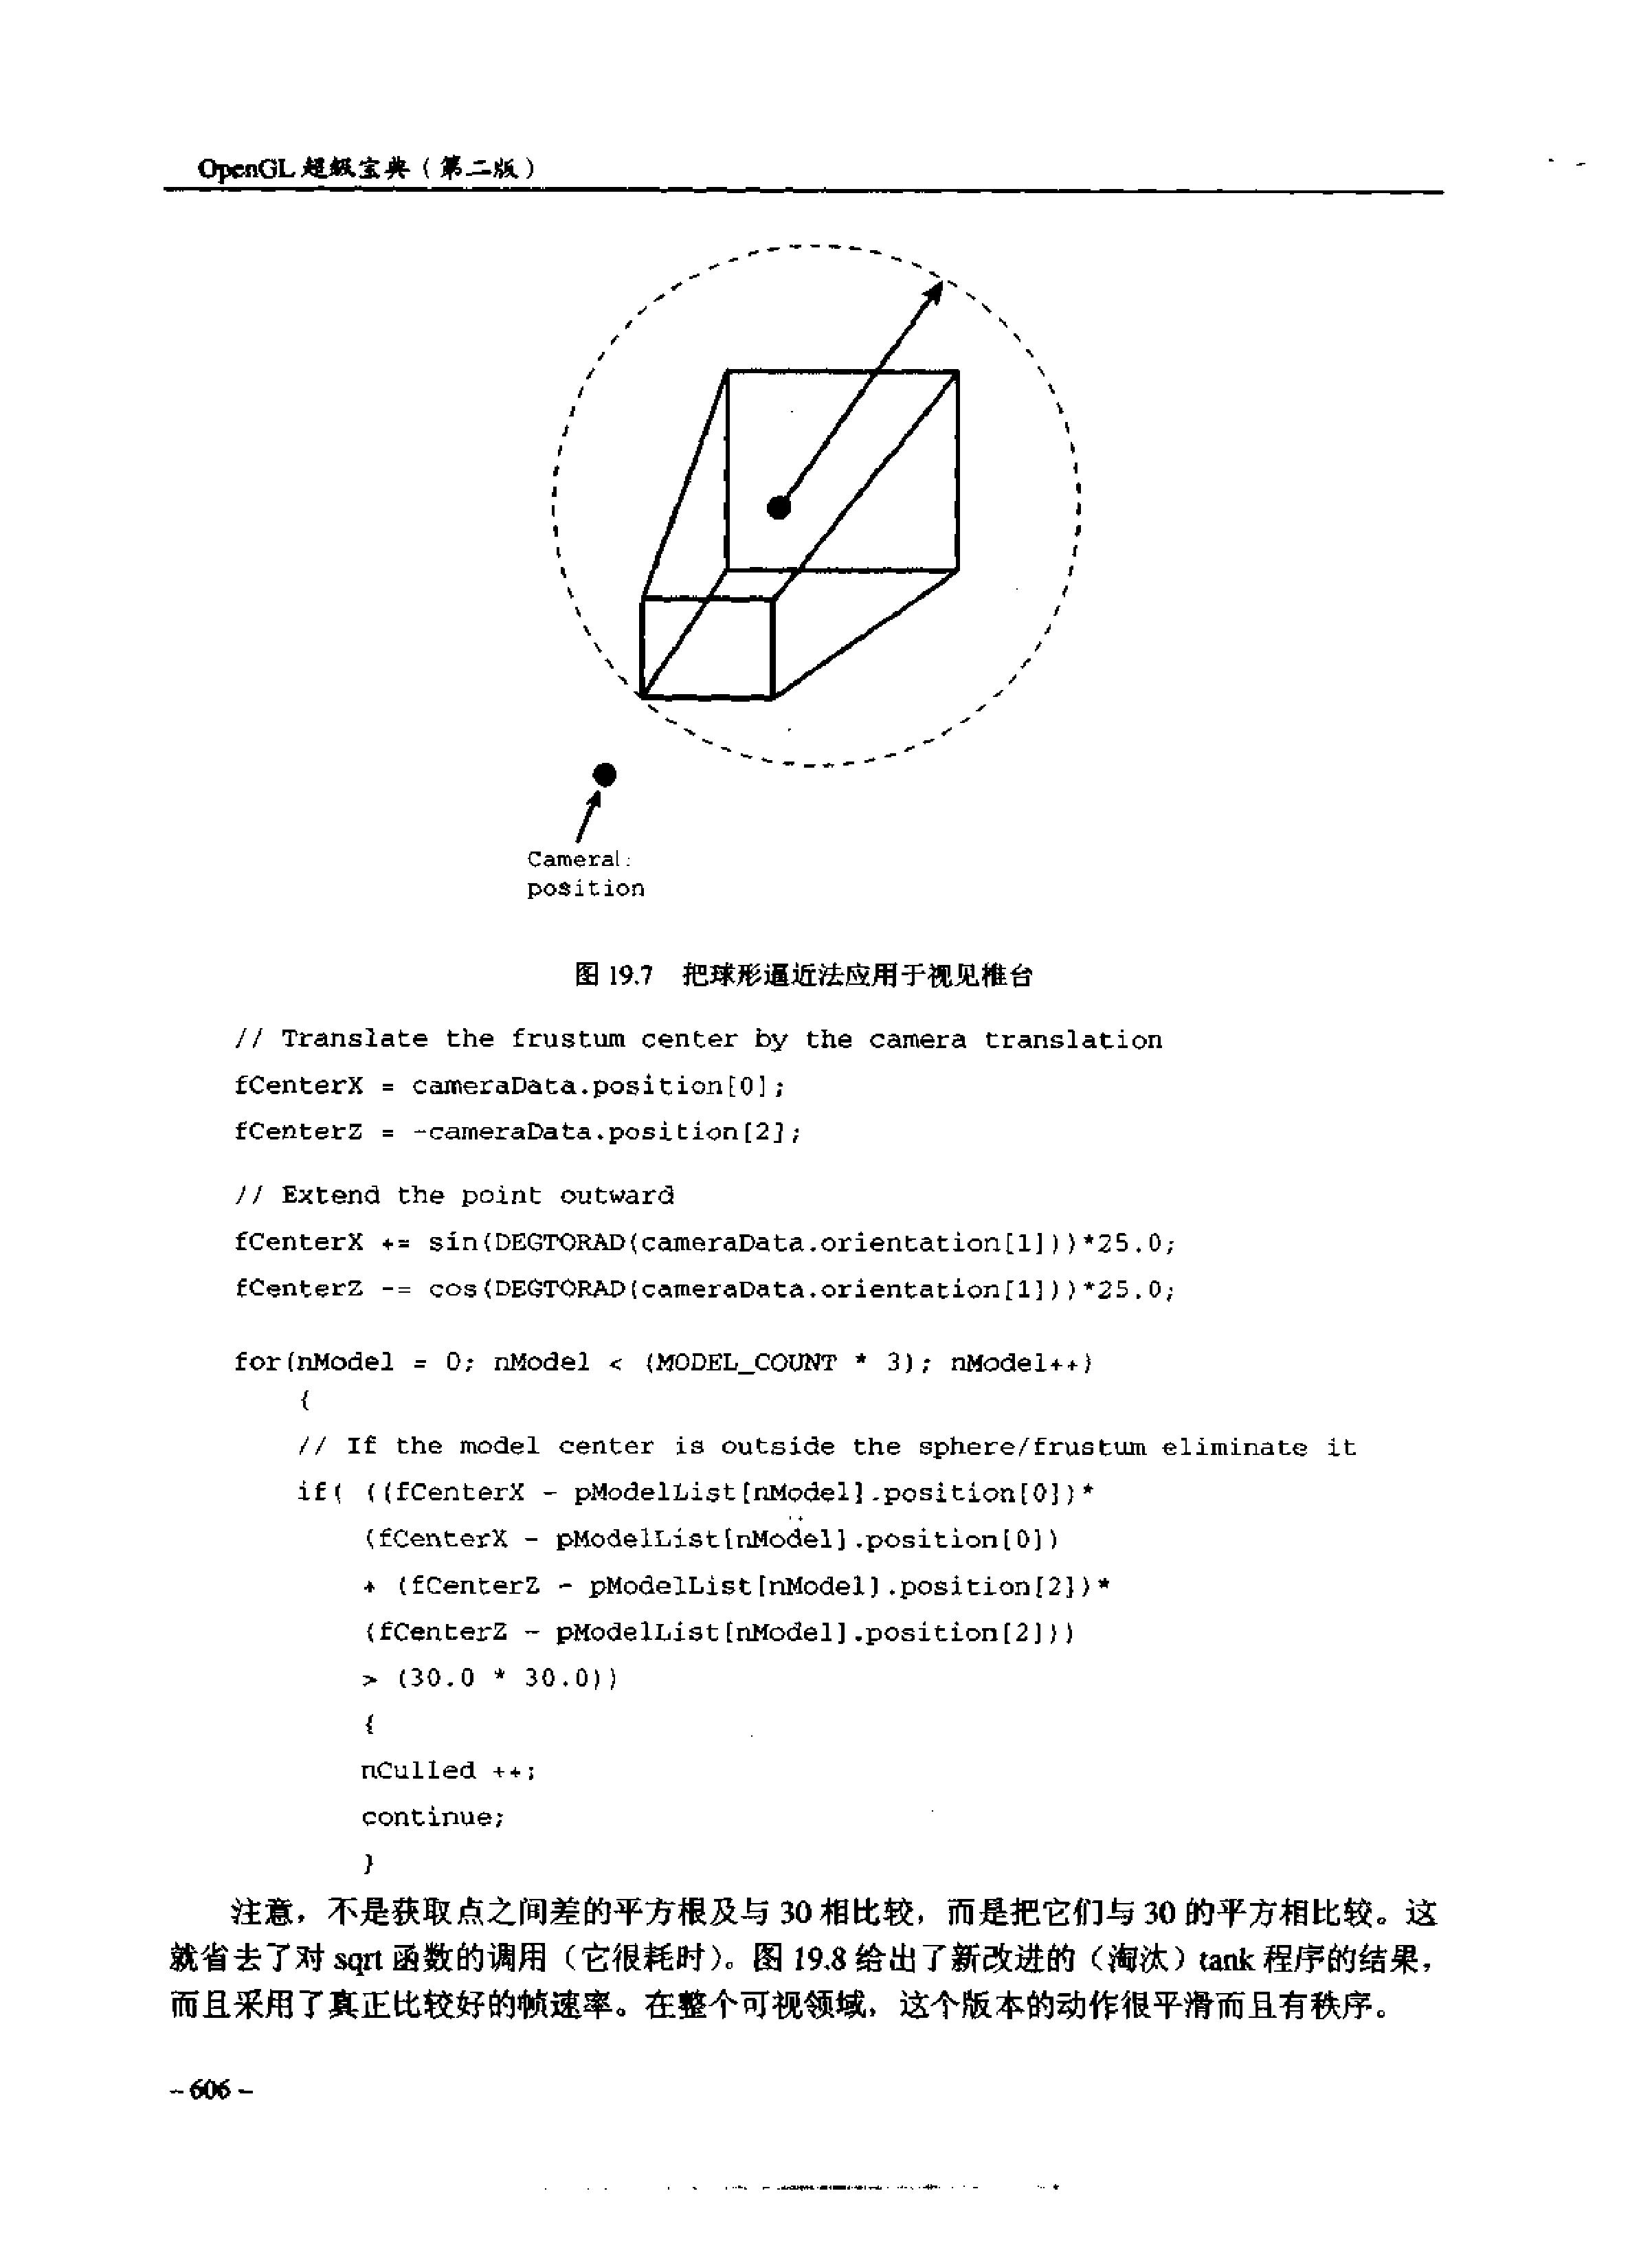 OpenGL 超级宝典（第二版）
Cameral:
position
图 19.7 把球形逼近法应用于视见椎台
// Translate the frustum center by the camera translation
fCenterX = cameraData.position[0];
fCenterZ = -cameraData.position[2];
// Extend the point outward
fCenterX += sin(DEGTORAD(cameraData.orientation[1]))*25.0;
fCenterZ -= cos(DEGTORAD(cameraData.orientation[1]))*25.0;
for(nModel = 0; nModel < (MODEL_COUNT * 3); nModel++)
{
// If the model center is outside the sphere/frustum eliminate it
if( ((fCenterX - pModelList[nModel].position[0])*
(fCenterX - pModelList[nModel].position[0])
+ (fCenterZ - pModelList[nModel].position[2])*
(fCenterZ - pModelList[nModel].position[2]))
> (30.0 * 30.0))
{
nCulled ++;
continue;
}
注意，不是获取点之间差的平方根及与 30 相比较，而是把它们与 30 的平方相比较。这
就省去了对 sqrt 函数的调用（它很耗时）。图 19.8 给出了新改进的（淘汰）tank 程序的结果，
而且采用了真正比较好的帧速率。在整个可视领域，这个版本的动作很平滑而且有秩序。
- 606 -